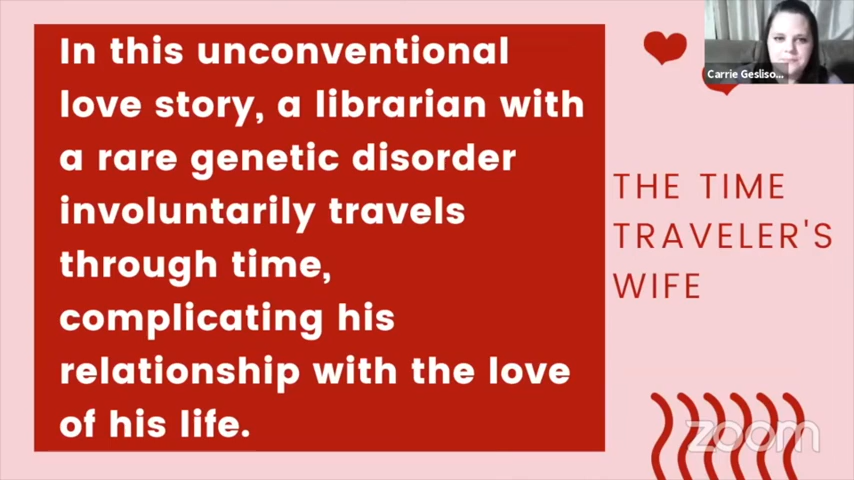 In this unconventional
love story, a librarian with
a rare genetic disorder
involuntarily travels
through time,
complicating his
relationship with the love
of his life.
Carrie Gesliso...
THE TIME
TRAVELER'S
WIFE
zoom